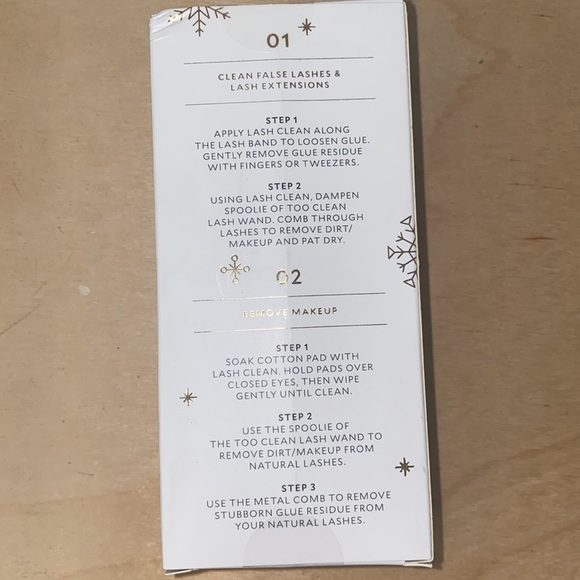 01
CLEAN FALSE LASHES &
LASH EXTENSIONS
STEP 1
APPLY LASH CLEAN ALONG
THE LASH BAND TO LOOSEN GLUE.
GENTLY REMOVE GLUE RESIDUE
WITH FINGERS OR TWEEZERS.
STEP 2
USING LASH CLEAN, DAMPEN
SPOOLIE OF TOO CLEAN
LASH WAND. COMB THROUGH
LASHES TO REMOVE DIRT/
MAKEUP AND PAT DRY.
02
REMOVE MAKEUP
STEP 1
SOAK COTTON PAD WITH
LASH CLEAN. HOLD PADS OVER
CLOSED EYES, THEN WIPE
GENTLY UNTIL CLEAN.
STEP 2
USE THE SPOOLIE OF
THE TOO CLEAN LASH WAND TO
REMOVE DIRT/MAKEUP FROM
NATURAL LASHES.
STEP 3
USE THE METAL COMB TO REMOVE
STUBBORN GLUE RESIDUE FROM
YOUR NATURAL LASHES.